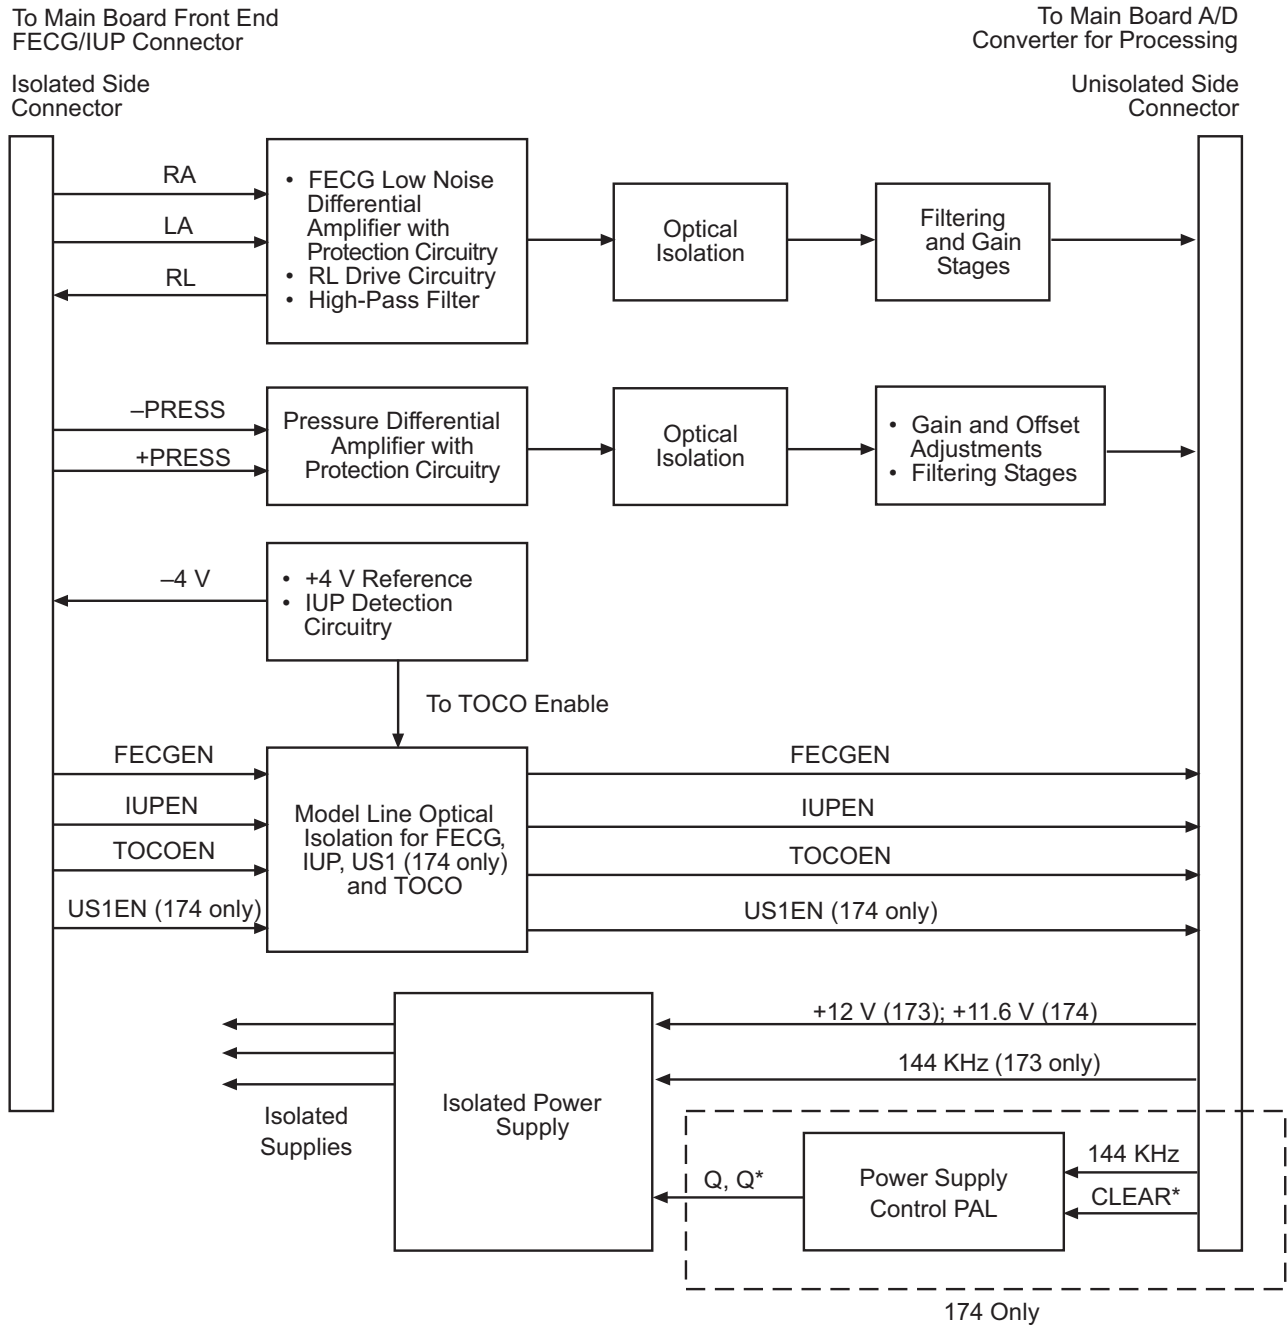 To Main Board Front End
FECG/IUP Connector
To Main Board A/D
Converter for Processing
Isolated Side
Connector
Unisolated Side
Connector
RA
LA
RL
• FECG Low Noise
Differential
Amplifier with
Protection Circuitry
• RL Drive Circuitry
• High-Pass Filter
Optical
Isolation
Filtering
and Gain
Stages
–PRESS
+PRESS
Pressure Differential
Amplifier with
Protection Circuitry
Optical
Isolation
• Gain and Offset
Adjustments
• Filtering Stages
–4 V
• +4 V Reference
• IUP Detection
Circuitry
To TOCO Enable
FECGEN
IUPEN
TOCOEN
US1EN (174 only)
Model Line Optical
Isolation for FECG,
IUP, US1 (174 only)
and TOCO
FECGEN
IUPEN
TOCOEN
US1EN (174 only)
Isolated
Supplies
Isolated Power
Supply
+12 V (173); +11.6 V (174)
144 KHz (173 only)
Q, Q*
Power Supply
Control PAL
144 KHz
CLEAR*
174 Only